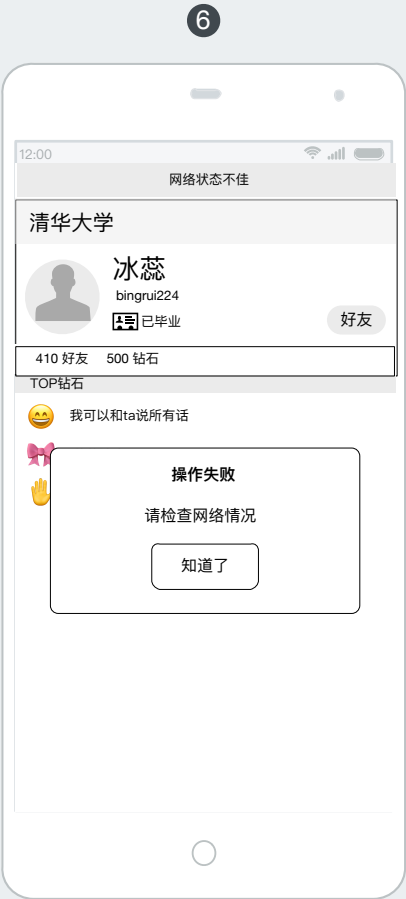 6
12:00
网络状态不佳
清华大学
冰蕊
bingrui224
已毕业
好友
410 好友 500 钻石
TOP钻石
我可以和ta说所有话
操作失败
请检查网络情况
知道了